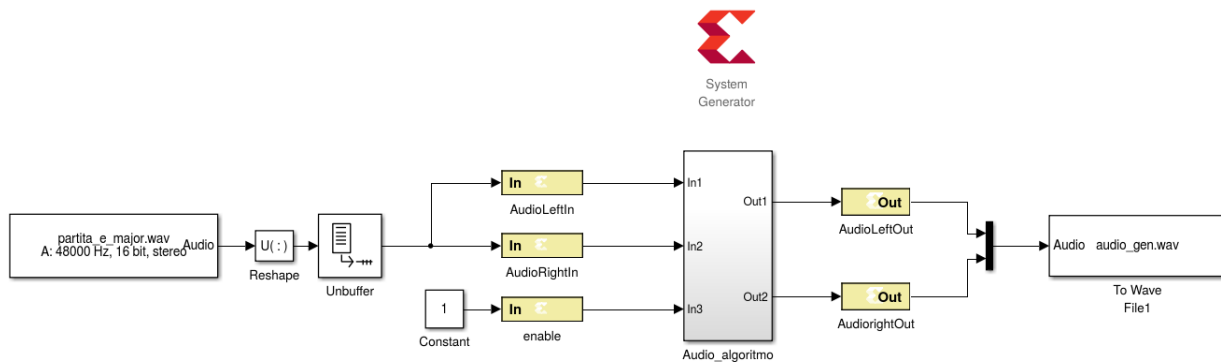 System
Generator
In
AudioLeftIn
partita_e_major.wav
A: 48000 Hz, 16 bit, stereo
Audio
U( : )
Reshape
Unbuffer
In
AudioRightIn
1
Constant
In
enable
In1
In2
In3
Out1
Out2
Audio_algoritmo
Out
AudioLeftOut
Out
AudiorightOut
Audio
audio_gen.wav
To Wave
File1